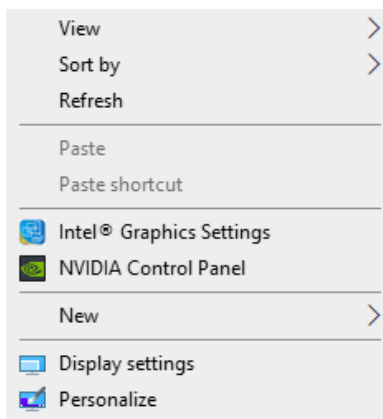 View
Sort by
Refresh
Paste
Paste shortcut
Intel® Graphics Settings
NVIDIA Control Panel
New
Display settings
Personalize